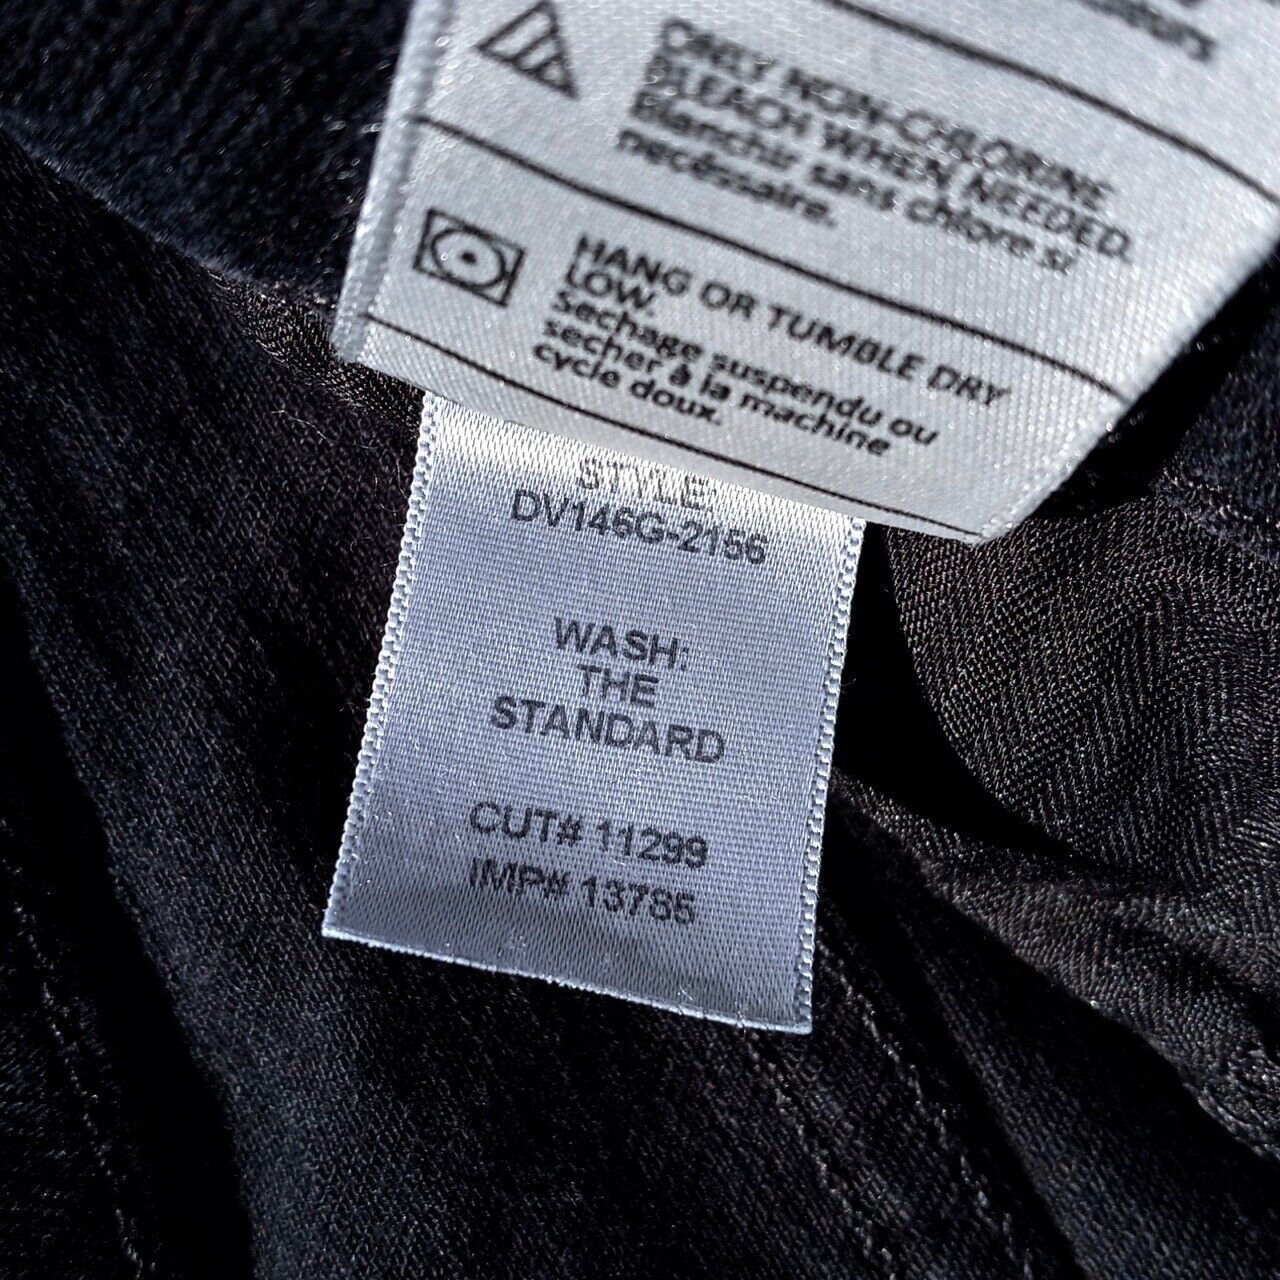 ONLY NON-CHLORINE
BLEACH WHEN NEEDED.
Blanchir sans chlore si
nécessaire.
HANG OR TUMBLE DRY
LOW.
Sechage suspendu ou
secher à la machine
cycle doux.
STYLE:
DV146G-2156
WASH:
THE
STANDARD
CUT# 11299
IMP# 13785